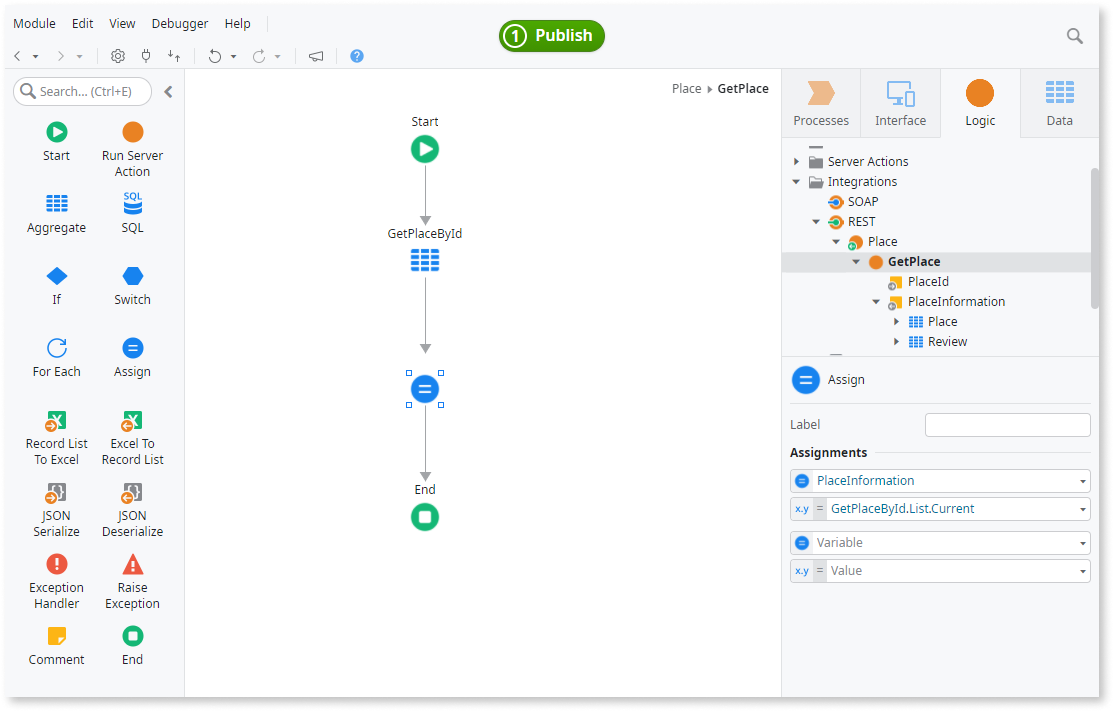 Module Edit View Debugger Help
1 Publish
?
Search... (Ctrl+E)
Start
Run Server
Action
Aggregate
SQL
SQL
If
Switch
For Each
Assign
Record List
To Excel
Excel To
Record List
JSON
Serialize
JSON
Deserialize
Exception
Handler
Raise
Exception
Comment
End
Place GetPlace
Start
GetPlaceById
End
Processes
Interface
Logic
Data
Server Actions
Integrations
SOAP
REST
Place
GetPlace
PlaceId
PlaceInformation
Place
Review
Assign
Label
Assignments
PlaceInformation
x.y = GetPlaceById.List.Current
Variable
x.y = Value